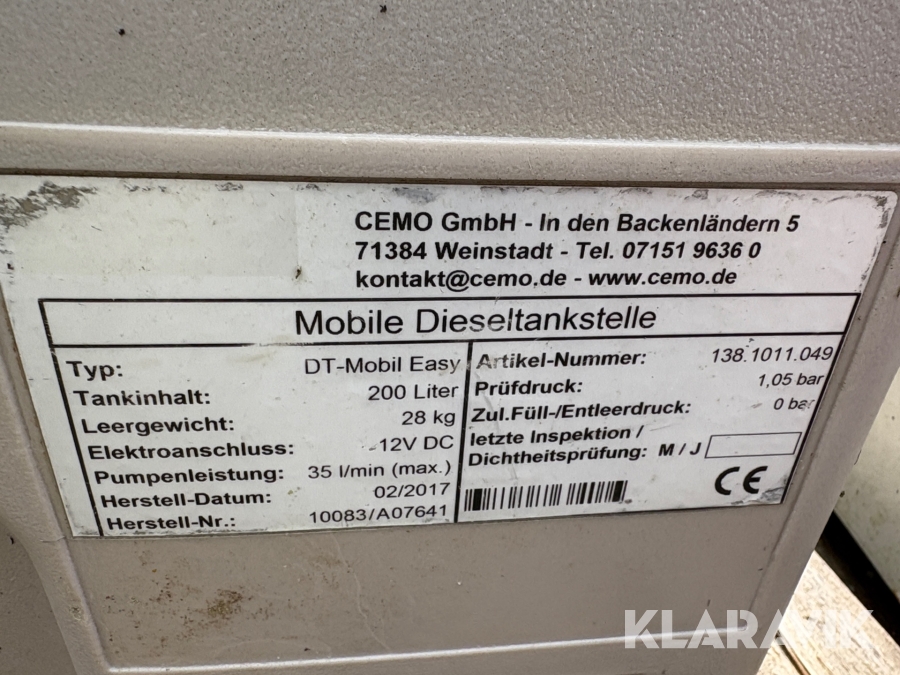 CEMO GmbH - In den Backenländern 5
71384 Weinstadt - Tel. 07151 9636 0
kontakt@cemo.de - www.cemo.de
Mobile Dieseltankstelle
Typ: DT-Mobil Easy
Tankinhalt: 200 Liter
Leergewicht: 28 kg
Elektroanschluss: 12V DC
Pumpenleistung: 35 l/min (max.)
Herstell-Datum: 02/2017
Herstell-Nr.: 10083/A07641
Artikel-Nummer: 138.1011.049
Prüfdruck: 1,05 bar
Zul.Füll-/Entleerdruck: 0 bar
letzte Inspektion /
Dichtheitsprüfung: M / J
CE
KLARAVIK